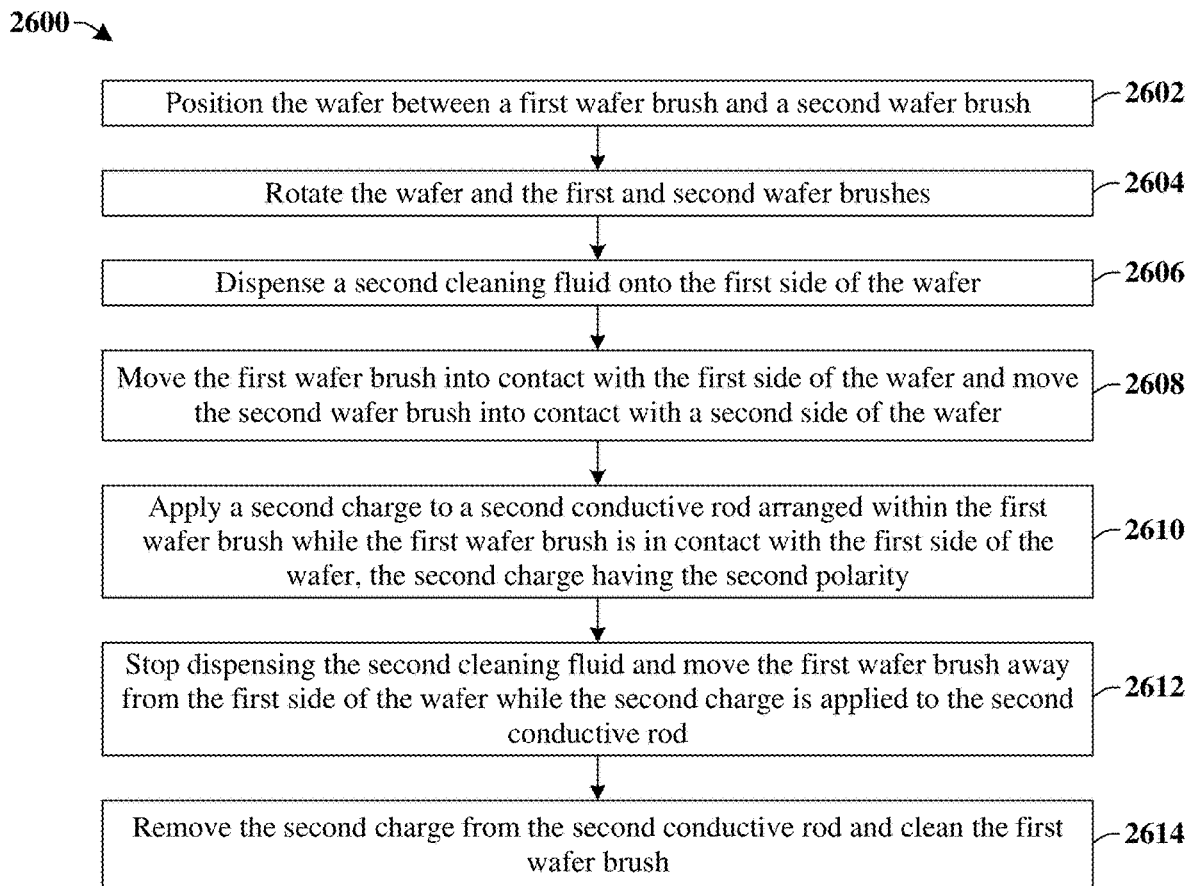 2600
Position the wafer between a first wafer brush and a second wafer brush
2602
Rotate the wafer and the first and second wafer brushes
2604
Dispense a second cleaning fluid onto the first side of the wafer
2606
Move the first wafer brush into contact with the first side of the wafer and move
the second wafer brush into contact with a second side of the wafer
2608
Apply a second charge to a second conductive rod arranged within the first
wafer brush while the first wafer brush is in contact with the first side of the
wafer, the second charge having the second polarity
2610
Stop dispensing the second cleaning fluid and move the first wafer brush away
from the first side of the wafer while the second charge is applied to the second
conductive rod
2612
Remove the second charge from the second conductive rod and clean the first
wafer brush
2614